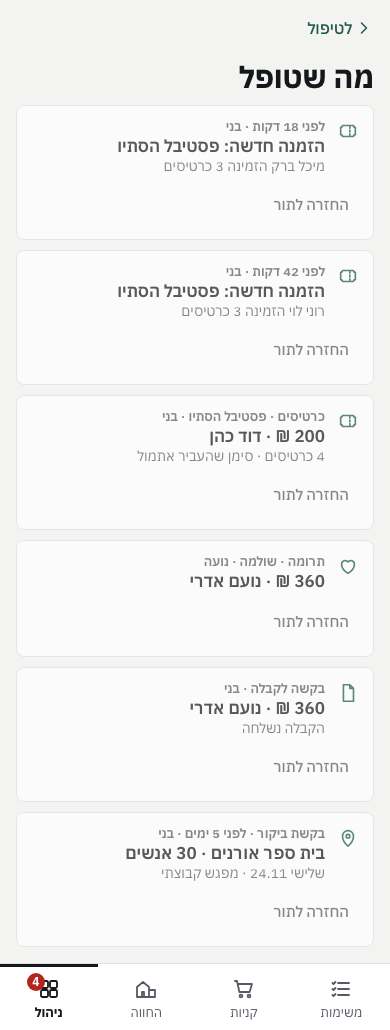 לטיפול
מה שטופל
לפני 18 דקות · בני
הזמנה חדשה: פסטיבל הסתיו
מיכל ברק הזמינה 3 כרטיסים
החזרה לתור
לפני 42 דקות · בני
הזמנה חדשה: פסטיבל הסתיו
רוני לוי הזמינה 3 כרטיסים
החזרה לתור
כרטיסים · פסטיבל הסתיו · בני
200 ₪ · דוד כהן
4 כרטיסים · סימן שהעביר אתמול
החזרה לתור
תרומה · שולמה · נועה
360 ₪ · נועם אדרי
החזרה לתור
בקשה לקבלה · בני
360 ₪ · נועם אדרי
הקבלה נשלחה
החזרה לתור
בקשת ביקור · לפני 5 ימים · בני
בית ספר אורנים · 30 אנשים
שלישי 24.11 · מפגש קבוצתי
החזרה לתור
משימות
קניות
החווה
ניהול
4